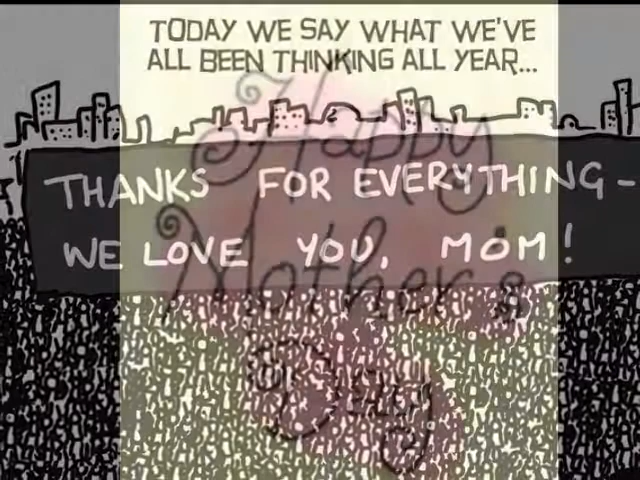 TODAY WE SAY WHAT WE'VE
ALL BEEN THINKING ALL YEAR...
Happy
THANKS FOR EVERYTHING-
WE LOVE YOU, MOM!
Mother's
Day